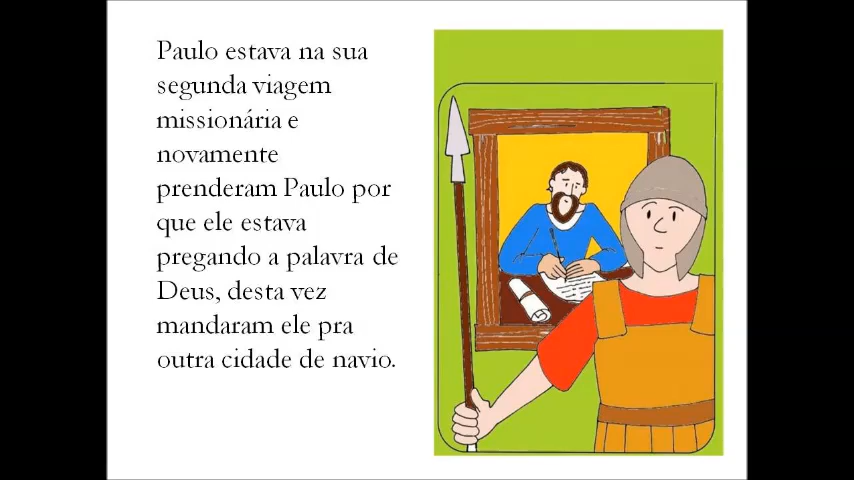 Paulo estava na sua
segunda viagem
missionária e
novamente
prenderam Paulo por
que ele estava
pregando a palavra de
Deus, desta vez
mandaram ele pra
outra cidade de navio.